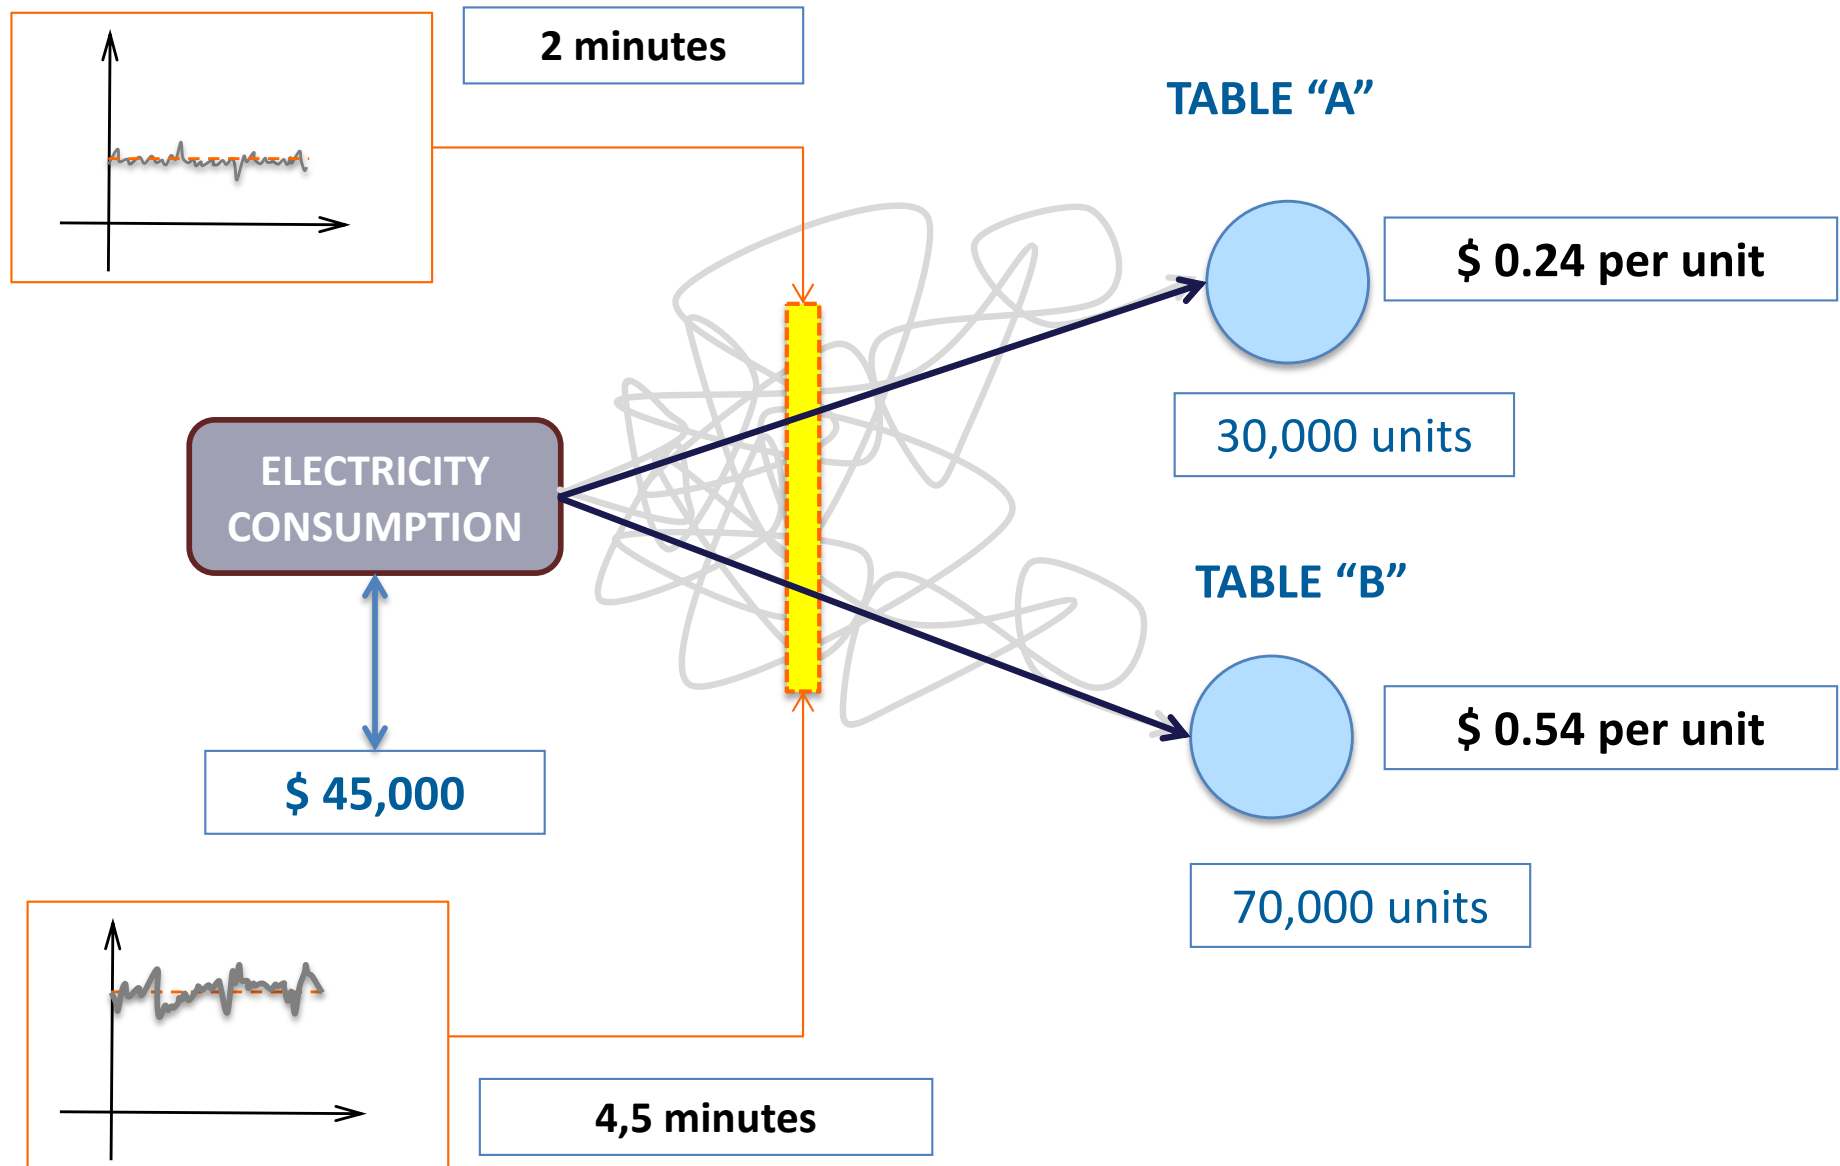 2 minutes
TABLE “A”
$ 0.24 per unit
30,000 units
ELECTRICITY
CONSUMPTION
TABLE “B”
$ 0.54 per unit
$ 45,000
70,000 units
4,5 minutes